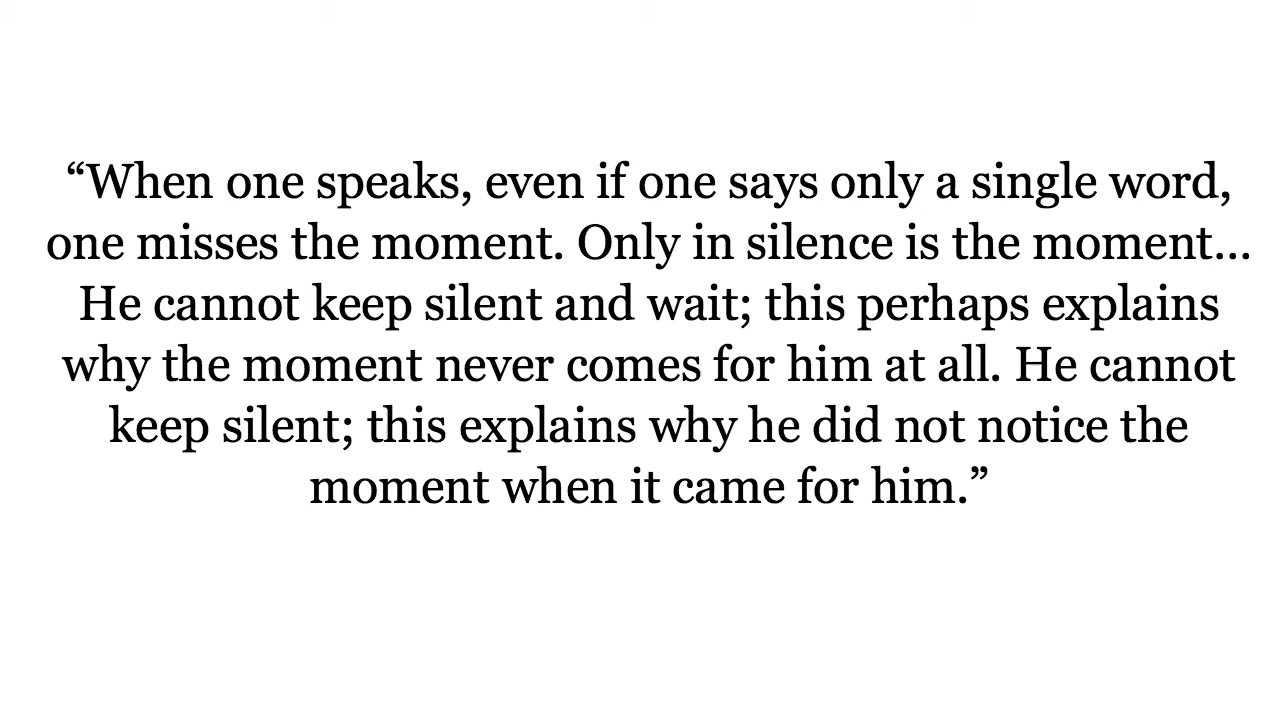 “When one speaks, even if one says only a single word,
one misses the moment. Only in silence is the moment...
He cannot keep silent and wait; this perhaps explains
why the moment never comes for him at all. He cannot
keep silent; this explains why he did not notice the
moment when it came for him.”